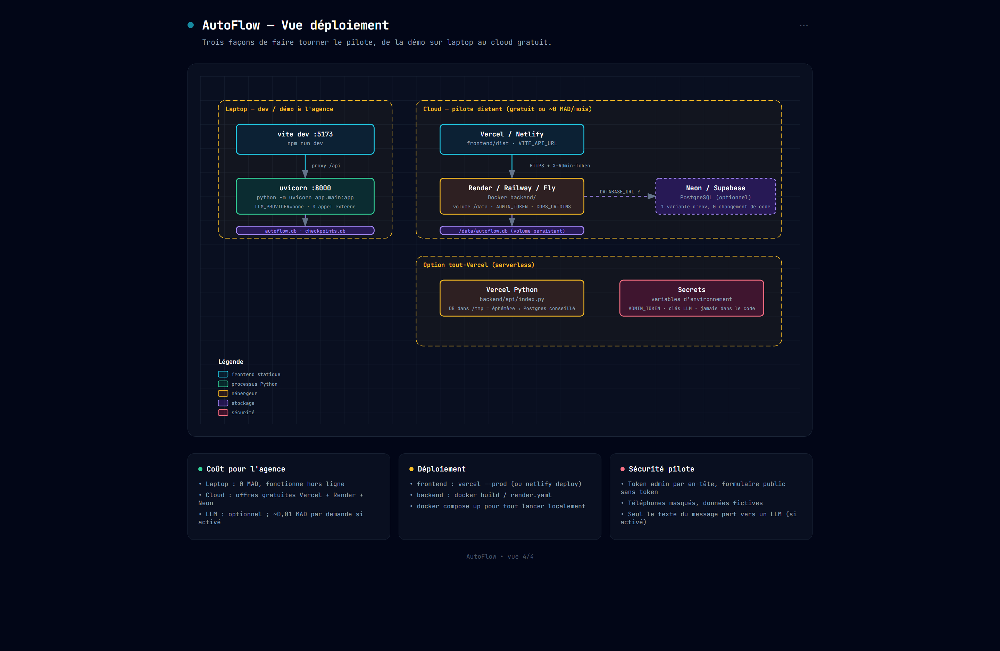 AutoFlow — Vue déploiement
...
Trois façons de faire tourner le pilote, de la démo sur laptop au cloud gratuit.
Laptop — dev / démo à l'agence
vite dev :5173
npm run dev
proxy /api
uvicorn :8000
python -m uvicorn app.main:app
LLM_PROVIDER=none · 0 appel externe
autoflow.db · checkpoints.db
Cloud — pilote distant (gratuit ou ~0 MAD/mois)
Vercel / Netlify
frontend/dist · VITE_API_URL
HTTPS + X-Admin-Token
Render / Railway / Fly
Docker backend/
volume /data · ADMIN_TOKEN · CORS_ORIGINS
DATABASE_URL ?
Neon / Supabase
PostgreSQL (optionnel)
1 variable d'env, 0 changement de code
/data/autoflow.db (volume persistant)
Option tout-Vercel (serverless)
Vercel Python
backend/api/index.py
DB dans /tmp = éphémère → Postgres conseillé
Secrets
variables d'environnement
ADMIN_TOKEN · clés LLM · jamais dans le code
Légende
frontend statique
processus Python
hébergeur
stockage
sécurité
Coût pour l'agence
• Laptop : 0 MAD, fonctionne hors ligne
• Cloud : offres gratuites Vercel + Render +
Neon
• LLM : optionnel ; ~0,01 MAD par demande si
activé
Déploiement
• frontend : vercel --prod (ou netlify deploy)
• backend : docker build / render.yaml
• docker compose up pour tout lancer localement
Sécurité pilote
• Token admin par en-tête, formulaire public
sans token
• Téléphones masqués, données fictives
• Seul le texte du message part vers un LLM (si
activé)
AutoFlow • vue 4/4